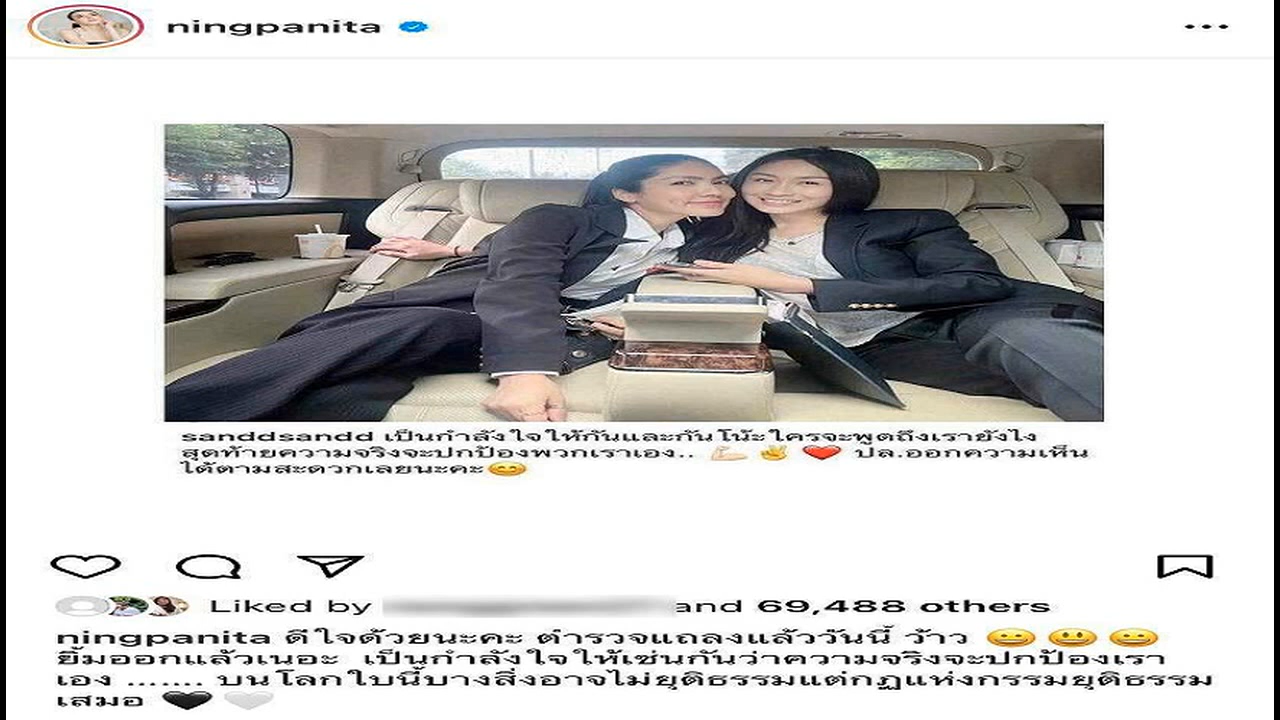 ningpanita
sanddsandd เป็นกำลังใจให้กันและกันโน้ะใครจะพูดถึงเรายังไง
สุดท้ายความจริงจะปกป้องพวกเราเอง.. 💪🏻✌🏻❤️ ปล.ออกความเห็น
ได้ตามสะดวกเลยนะคะ😊
Liked by and 69,488 others
ningpanita ดีใจด้วยนะคะ ตำรวจแถลงแล้ววันนี้ ว้าว 😀 😃 😀
ยิ้มออกแล้วเนอะ เป็นกำลังใจให้เช่นกันว่าความจริงจะปกป้องเรา
เอง ....... บนโลกใบนี้บางสิ่งอาจไม่ยุติธรรมแต่กฏแห่งกรรมยุติธรรม
เสมอ 🖤 🤍